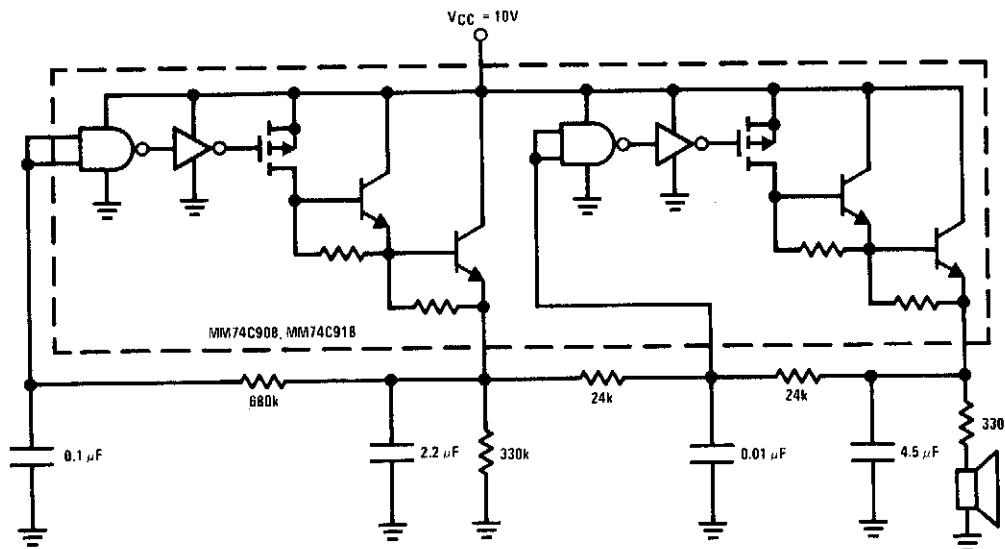 VCC = 10V
MM74C908, MM74C918
680k
24k
24k
330
0.1 µF
2.2 µF
330k
0.01 µF
4.5 µF